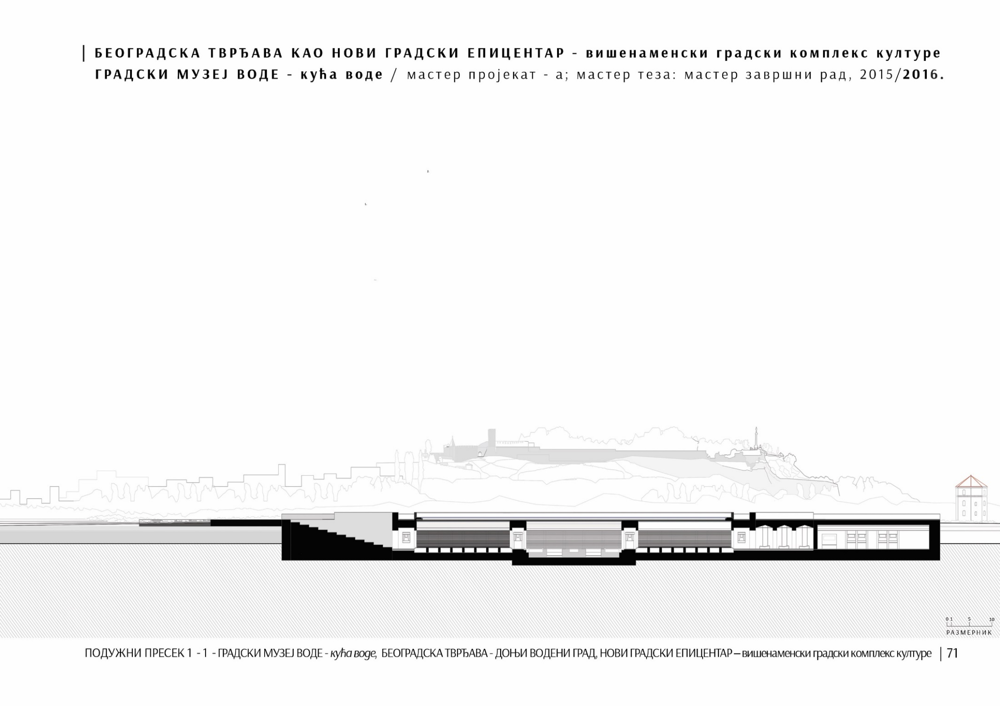 БЕОГРАДСКА ТВРЂАВА КАО НОВИ ГРАДСКИ ЕПИЦЕНТАР - вишенаменски градски комплекс културе
ГРАДСКИ МУЗЕЈ ВОДЕ - кућа воде / мастер пројекат - а; мастер теза: мастер завршни рад, 2015/2016.
0 1 5 10
РАЗМЕРНИК
ПОДУЖНИ ПРЕСЕК 1 - 1 - ГРАДСКИ МУЗЕЈ ВОДЕ - кућа воде, БЕОГРАДСКА ТВРЂАВА - ДОЊИ ВОДЕНИ ГРАД, НОВИ ГРАДСКИ ЕПИЦЕНТАР – вишенаменски градски комплекс културе | 71